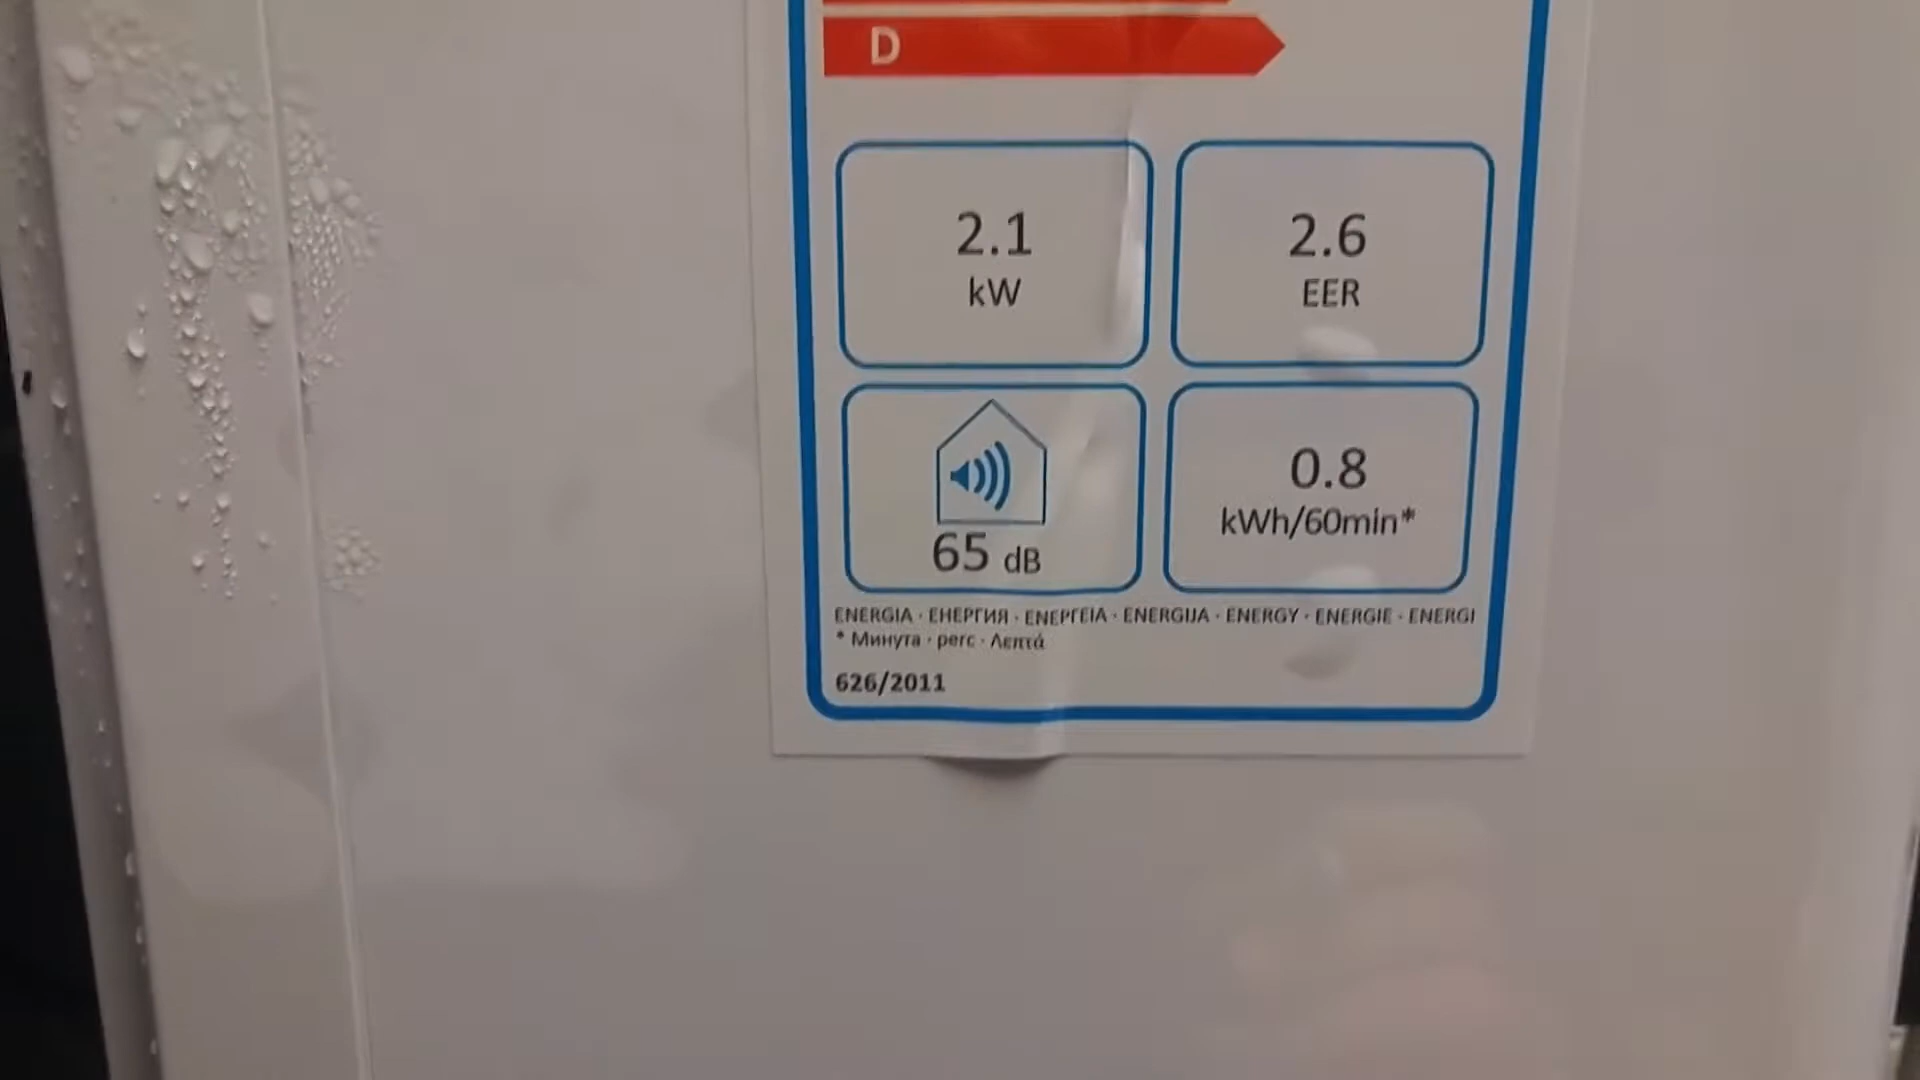 D
2.1
kW
2.6
EER
65 dB
0.8
kWh/60min*
ENERGIA · ЕНЕРГИЯ · ΕΝΕΡΓΕΙΑ · ENERGIJA · ENERGY · ENERGIE · ENERGI
* Минута · perc · Λεπτά
626/2011